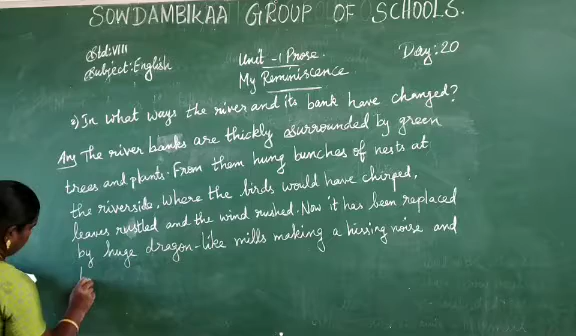 SOWDAMBIKAA GROUP OF SCHOOLS.
Std:VIII
Subject:English
Unit -1 Prose.
My Reminiscence
Day:20
2) In what ways the river and its bank have changed?
Ans The river banks are thickly surrounded by green
trees and plants. From them hung bunches of nests at
the riverside, where the birds would have chirped,
leaves rustled and the wind rushed. Now it has been replaced
by huge dragon-like mills making a hissing noise and